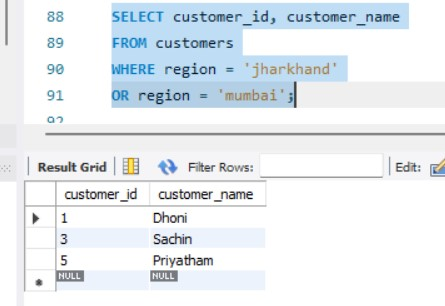 88 SELECT customer_id, customer_name
89 FROM customers
90 WHERE region = 'jharkhand'
91 OR region = 'mumbai';
92
Result Grid Filter Rows: Edit:
customer_id customer_name
1 Dhoni
3 Sachin
5 Priyatham
NULL NULL